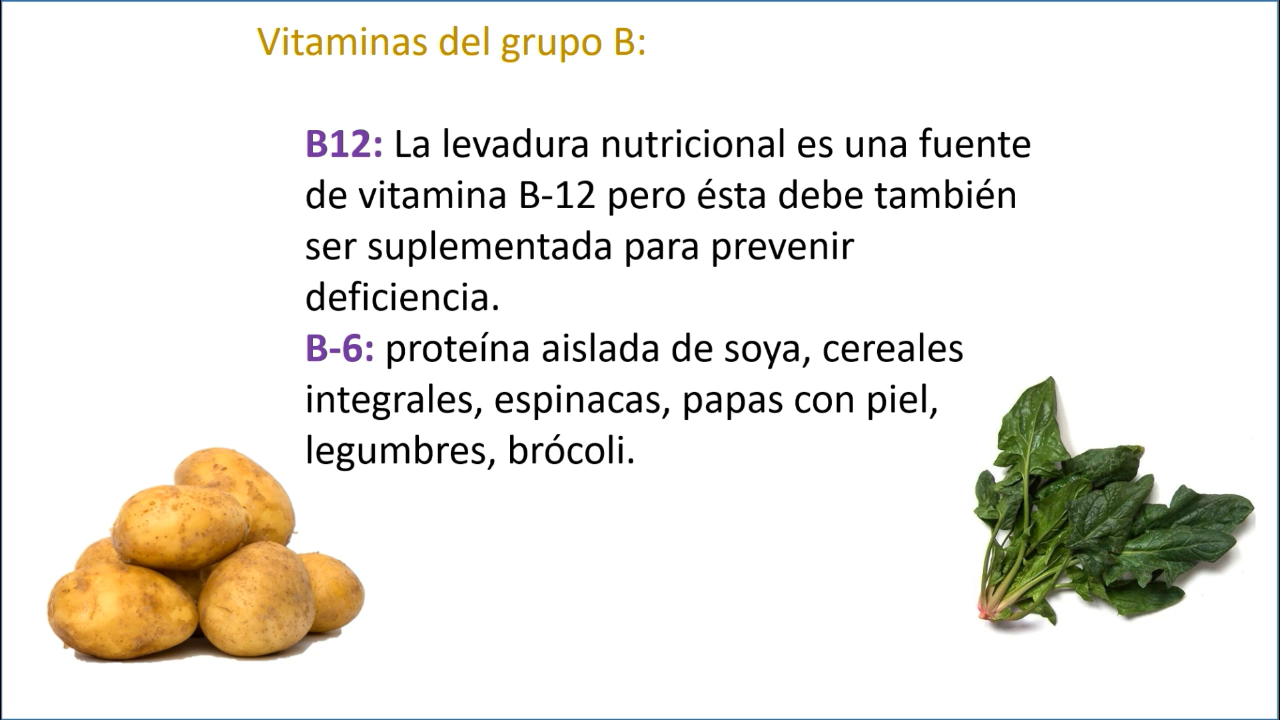 Vitaminas del grupo B:
B12: La levadura nutricional es una fuente
de vitamina B-12 pero ésta debe también
ser suplementada para prevenir
deficiencia.
B-6: proteína aislada de soya, cereales
integrales, espinacas, papas con piel,
legumbres, brócoli.